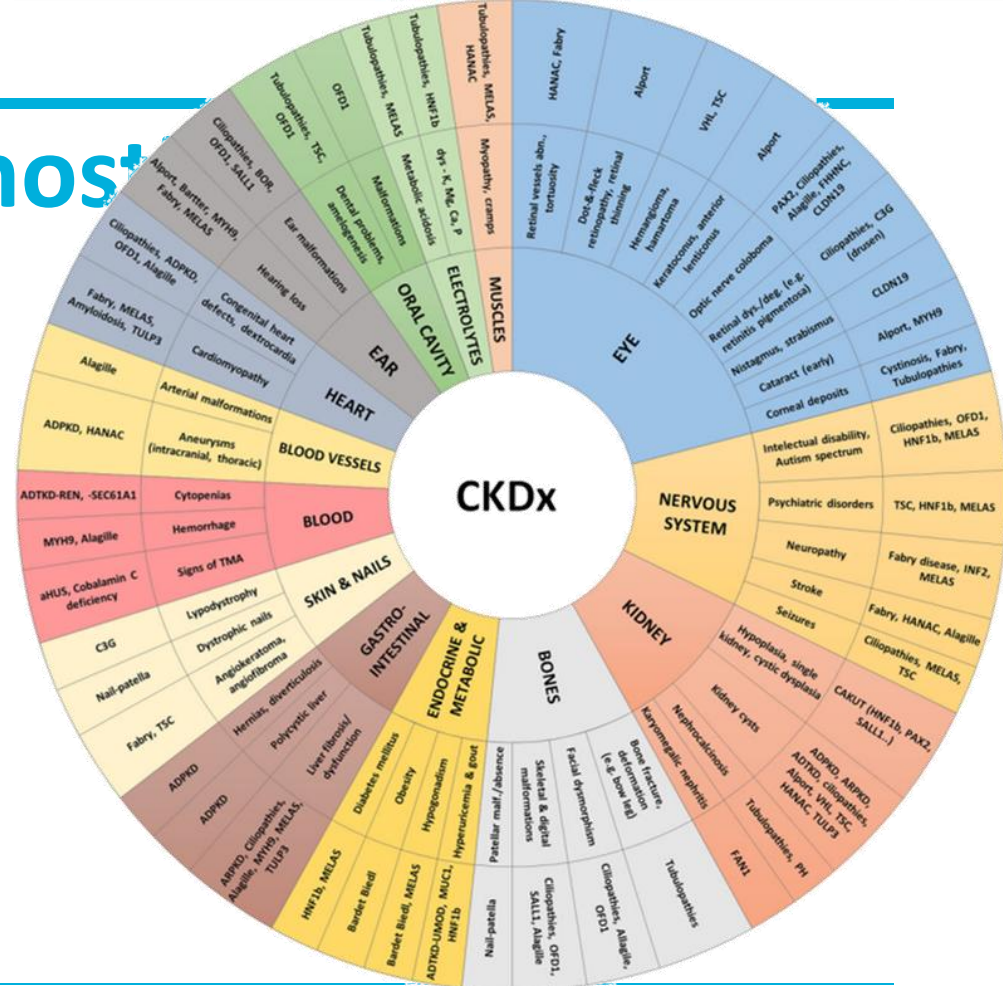 nost
CKDx
EYE
Retinal vessels abn.,
tortuosity
HANAC, Fabry
Dot-& fleck
retinopathy, retinal
thinning
Alport
Hemangioma,
hamartoma
VHL, TSC
Keratoconus, anterior
lenticonus
Alport
Optic nerve coloboma
PAX2, Ciliopathies,
Alagille, FHHNC,
CLDN19
Retinal dys./deg. (e.g.
retinitis pigmentosa)
Ciliopathies, C3G
(drusen)
Nistagmus, strabismus
CLDN19
Cataract (early)
Alport, MYH9
Corneal deposits
Cystinosis, Fabry,
Tubulopathies
NERVOUS
SYSTEM
Intelectual disability,
Autism spectrum
Ciliopathies, OFD1,
HNF1b, MELAS
Psychiatric disorders
TSC, HNF1b, MELAS
Neuropathy
Fabry disease, INF2,
MELAS
Stroke
Fabry, HANAC, Alagille
Seizures
Ciliopathies, MELAS,
TSC
KIDNEY
Hypoplasia, single
kidney, cystic dysplasia
CAKUT (HNF1b, PAX2,
SALL1..)
Kidney cysts
ADPKD, ARPKD,
ADTKD, ciliopathies,
Alport, VHL, TSC,
HANAC, TULP3
Nephrocalcinosis
Tubulopathies, PH
Karyomegalic nephritis
FAN1
BONES
Bone fracture,
deformation
(e.g. bow leg)
Tubulopathies
Facial dysmorphism
Ciliopathies, Allagile,
OFD1
Skeletal & digital
malformations
Ciliopathies, OFD1,
SALL1, Alagille
Patellar malf./absence
Nail-patella
ENDOCRINE &
METABOLIC
Hyperuricemia & gout
ADTKD-UMOD, MUC1,
HNF1b
Hypogonadism
Bardet Biedl, MELAS
Obesity
Bardet Biedl
Diabetes mellitus
HNF1b, MELAS
GASTRO-
INTESTINAL
Liver fibrosis/
dysfunction
ARPKD, Ciliopathies,
Alagille, MYH9, MELAS,
TULP3
Polycystic liver
ADPKD
Hernias, diverticulosis
ADPKD
SKIN & NAILS
Angiokeratoma,
angiofibroma
Fabry, TSC
Dystrophic nails
Nail-patella
Lypodystrophy
C3G
BLOOD
Signs of TMA
aHUS, Cobalamin C
deficiency
Hemorrhage
MYH9, Alagille
Cytopenias
ADTKD-REN, -SEC61A1
BLOOD VESSELS
Aneurysms
(intracranial, thoracic)
ADPKD, HANAC
Arterial malformations
Alagille
HEART
Cardiomyopathy
Fabry, MELAS,
Amyloidosis, TULP3
Congenital heart
defects, dextrocardia
Ciliopathies, ADPKD,
OFD1, Alagille
EAR
Hearing loss
Alport, Bartter, MYH9,
Fabry, MELAS
Ear malformations
Ciliopathies, BOR,
OFD1, SALL1
ORAL CAVITY
Dental problems,
amelogenesis
Tubulopathies, TSC,
OFD1
Malformations
OFD1
ELECTROLYTES
Metabolic acidosis
Tubulopathies, MELAS
dys - K, Mg, Ca, P
Tubulopathies, HNF1b
MUSCLES
Myopathy, cramps
Tubulopathies, MELAS,
HANAC